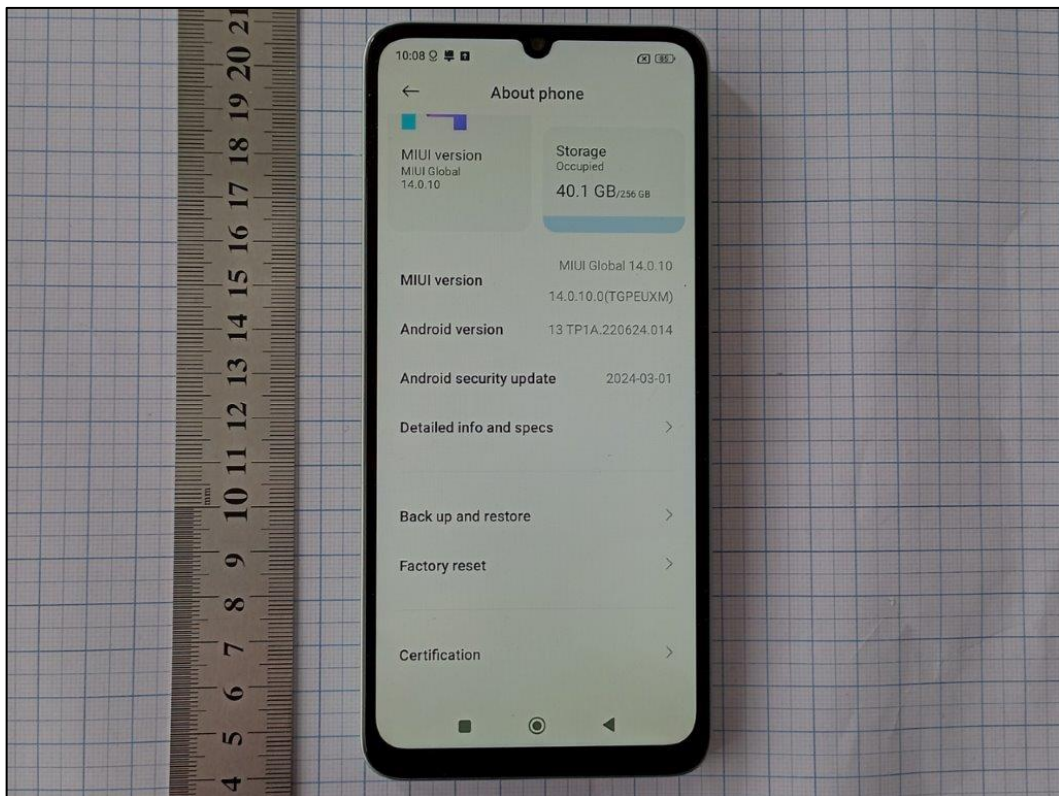 21
20
19
18
17
16
15
14
13
12
11
mm
10
9
8
7
6
5
4
10:08
85
About phone
MIUI version
MIUI Global
14.0.10
Storage
Occupied
40.1 GB/256 GB
MIUI version
MIUI Global 14.0.10
14.0.10.0(TGPEUXM)
Android version 13 TP1A.220624.014
Android security update 2024-03-01
Detailed info and specs
Back up and restore
Factory reset
Certification